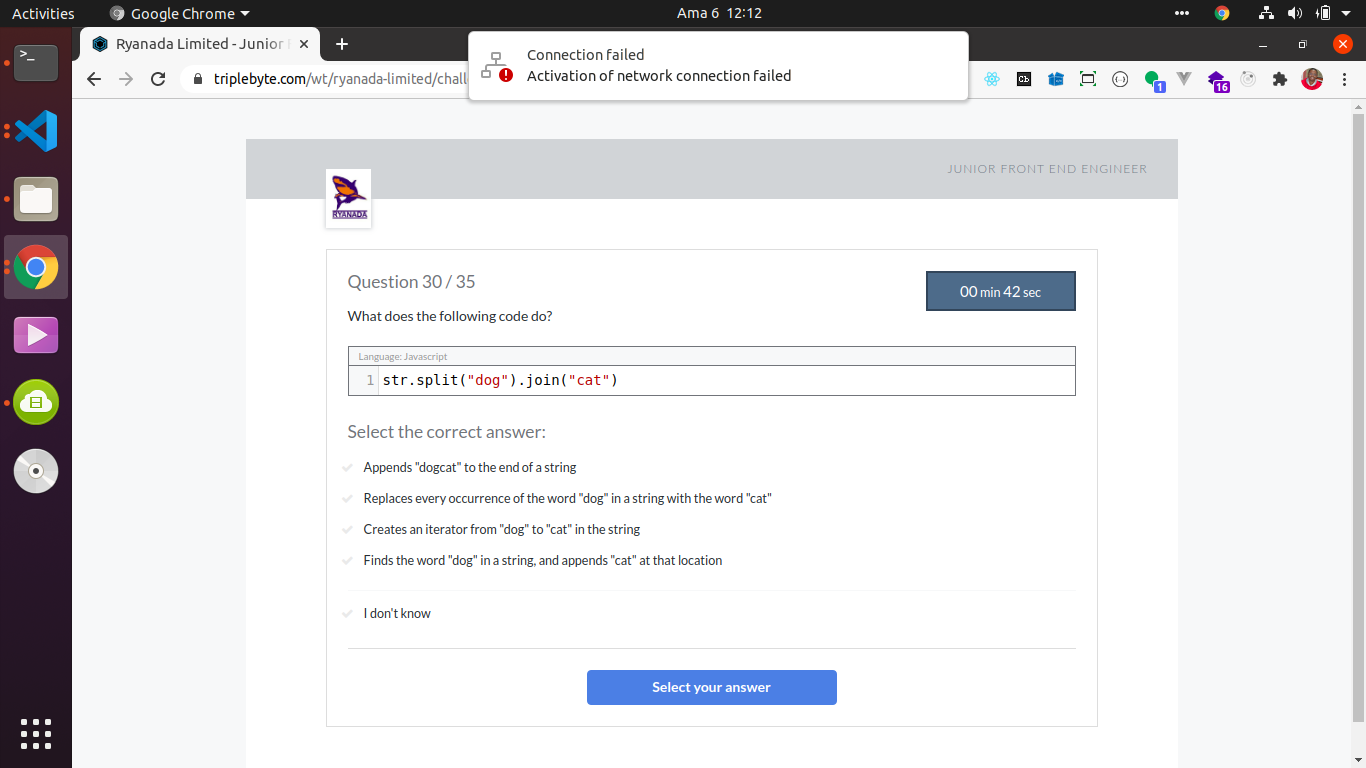 Activities
Google Chrome
Ama 6 12:12
Ryanada Limited - Junior
Connection failed
Activation of network connection failed
triplebyte.com/wt/ryanada-limited/chall
1
16
JUNIOR FRONT END ENGINEER
RYANADA
Question 30 / 35
00 min 42 sec
What does the following code do?
Language: Javascript
1 str.split("dog").join("cat")
Select the correct answer:
Appends "dogcat" to the end of a string
Replaces every occurrence of the word "dog" in a string with the word "cat"
Creates an iterator from "dog" to "cat" in the string
Finds the word "dog" in a string, and appends "cat" at that location
I don't know
Select your answer